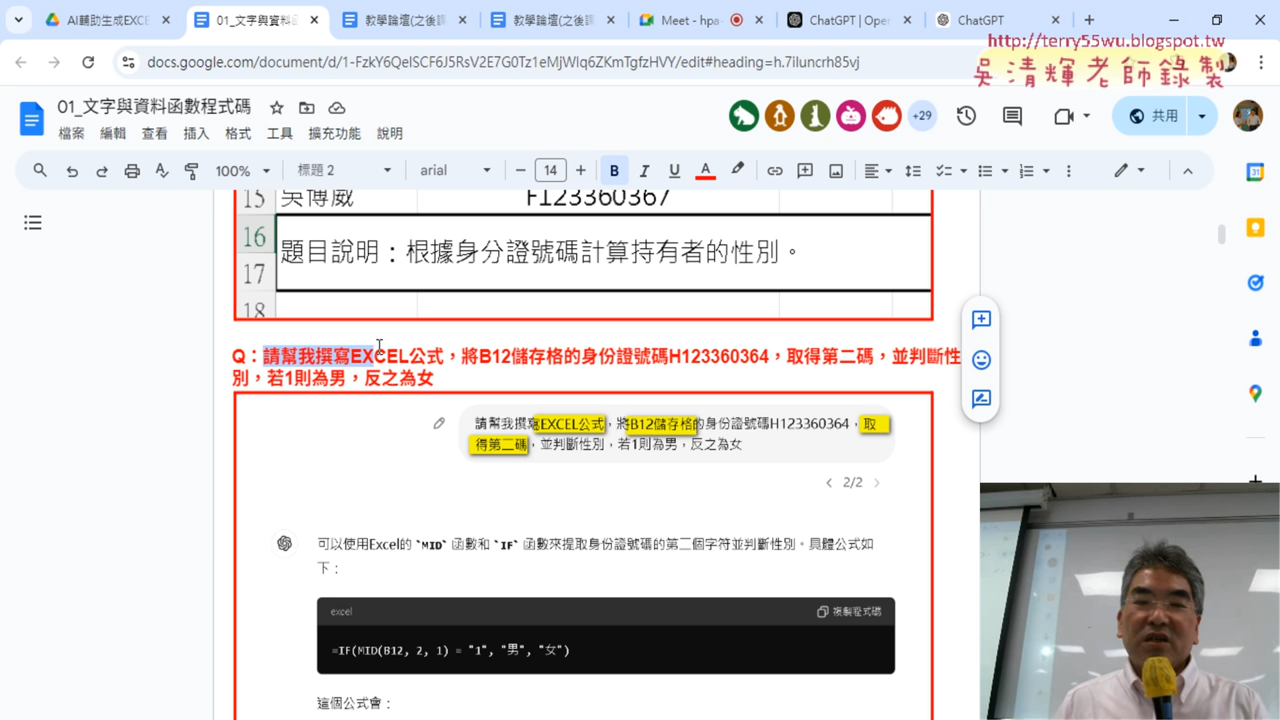 AI輔助生成EXCE
01_文字與資料函
教學論壇(之後課
教學論壇(之後課
Meet - hpa-
ChatGPT | Open
ChatGPT
http://terry55wu.blogspot.tw
docs.google.com/document/d/1-FzkY6QeISCF6J5RsV2E7G0Tz1eMjWIq6ZKmTgfzHVY/edit#heading=h.7iluncrh85vj
吳清輝老師錄製
01_文字與資料函數程式碼
檔案 編輯 查看 插入 格式 工具 擴充功能 說明
+29
共用
100% 標題 2 arial 14 B I U A
15 吳博威 F123360367
16
題目說明：根據身分證號碼計算持有者的性別。
17
18
Q：請幫我撰寫EXCEL公式，將B12儲存格的身份證號碼H123360364，取得第二碼，並判斷性
別，若1則為男，反之為女
請幫我撰寫EXCEL公式，將B12儲存格的身份證號碼H123360364，取
得第二碼，並判斷性別，若1則為男，反之為女
2/2
可以使用Excel的 `MID` 函數和 `IF` 函數來提取身份證號碼的第二個字符並判斷性別。具體公式如
下：
excel 複製程式碼
=IF(MID(B12, 2, 1) = "1", "男", "女")
這個公式會：